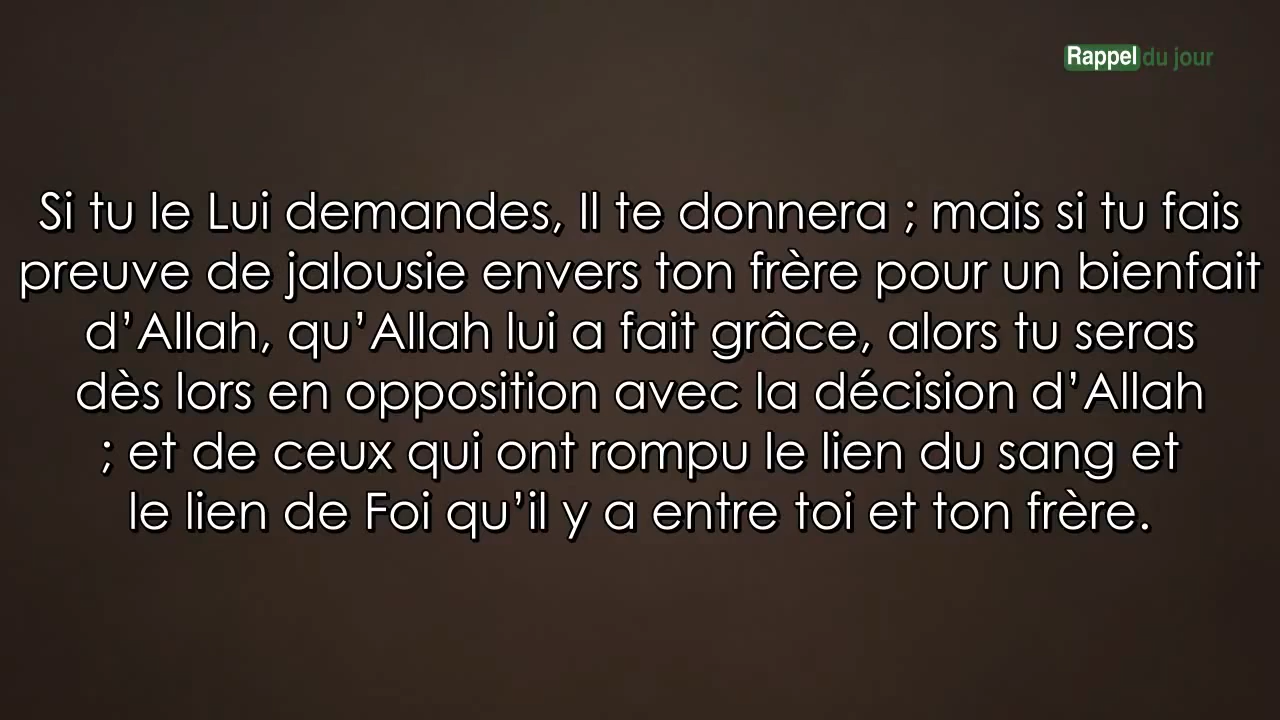 Rappel du jour
Si tu le Lui demandes, Il te donnera ; mais si tu fais
preuve de jalousie envers ton frère pour un bienfait
d’Allah, qu’Allah lui a fait grâce, alors tu seras
dès lors en opposition avec la décision d’Allah
; et de ceux qui ont rompu le lien du sang et
le lien de Foi qu’il y a entre toi et ton frère.